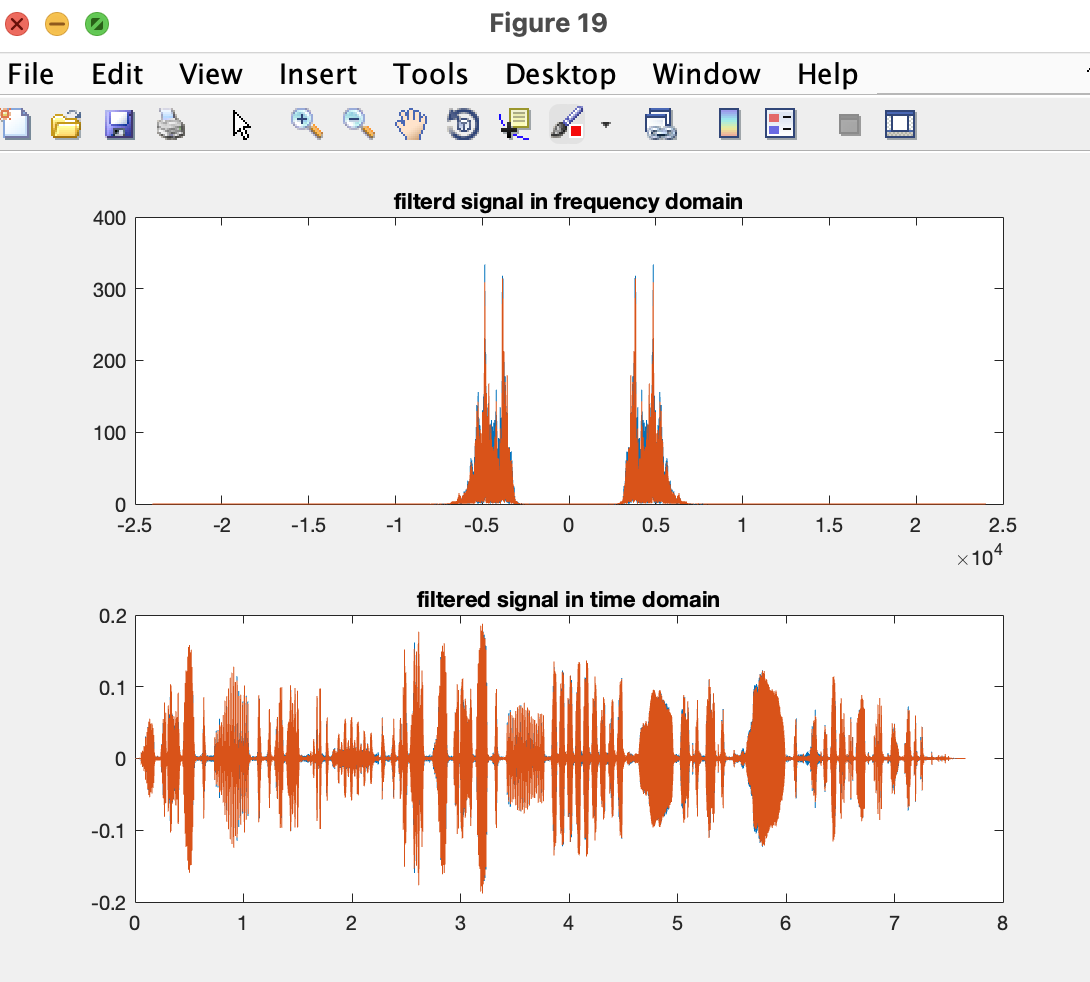 Figure 19
File Edit View Insert Tools Desktop Window Help
filterd signal in frequency domain
400
300
200
100
0
-2.5 -2 -1.5 -1 -0.5 0 0.5 1 1.5 2 2.5
×10⁴
filtered signal in time domain
0.2
0.1
0
-0.1
-0.2
0 1 2 3 4 5 6 7 8